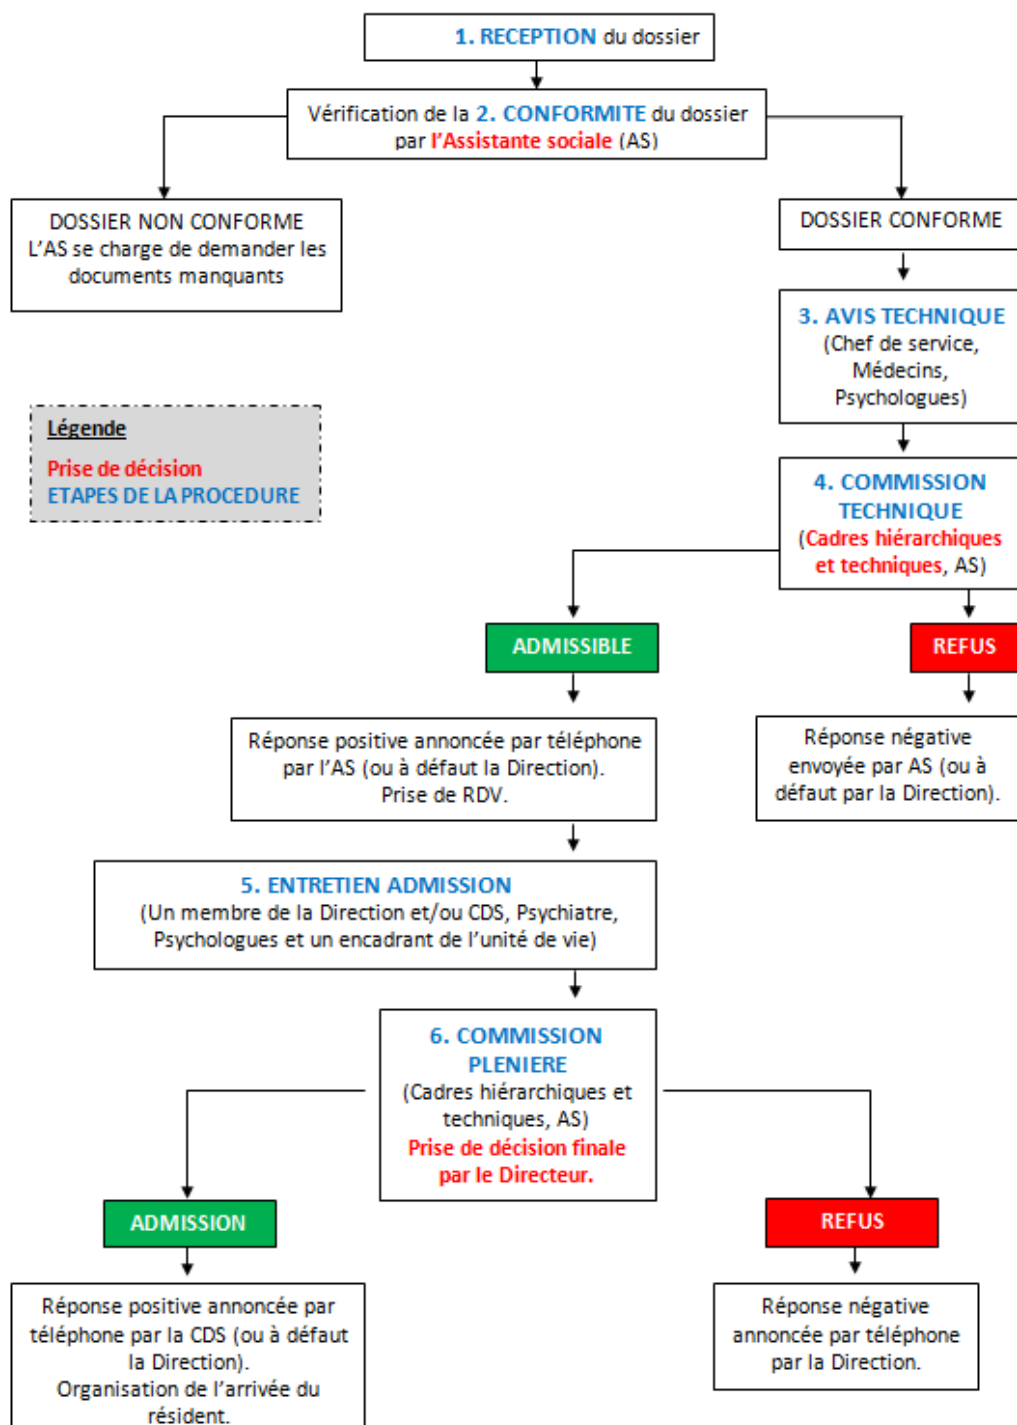 1. RECEPTION du dossier
Vérification de la 2. CONFORMITE du dossier
par l'Assistante sociale (AS)
DOSSIER NON CONFORME
L'AS se charge de demander les
documents manquants
DOSSIER CONFORME
3. AVIS TECHNIQUE
(Chef de service,
Médecins,
Psychologues)
Légende
Prise de décision
ETAPES DE LA PROCEDURE
4. COMMISSION
TECHNIQUE
(Cadres hiérarchiques
et techniques, AS)
ADMISSIBLE
REFUS
Réponse positive annoncée par téléphone
par l'AS (ou à défaut la Direction).
Prise de RDV.
Réponse négative
envoyée par AS (ou à
défaut par la Direction).
5. ENTRETIEN ADMISSION
(Un membre de la Direction et/ou CDS, Psychiatre,
Psychologues et un encadrant de l'unité de vie)
6. COMMISSION
PLENIERE
(Cadres hiérarchiques et
techniques, AS)
Prise de décision finale
par le Directeur.
ADMISSION
REFUS
Réponse positive annoncée par
téléphone par la CDS (ou à défaut
la Direction).
Organisation de l'arrivée du
résident.
Réponse négative
annoncée par téléphone
par la Direction.